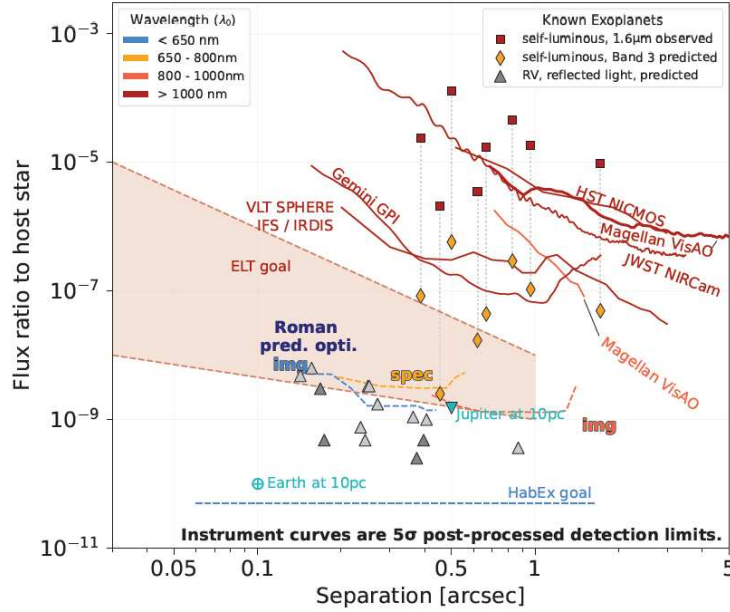 Wavelength (λ₀)
< 650 nm
650 - 800nm
800 - 1000nm
> 1000 nm
Known Exoplanets
self-luminous, 1.6μm observed
self-luminous, Band 3 predicted
RV, reflected light, predicted
Flux ratio to host star
10⁻³
10⁻⁵
10⁻⁷
10⁻⁹
10⁻¹¹
Gemini GPI
VLT SPHERE
IFS / IRDIS
HST NICMOS
Magellan VisAO
JWST NIRCam
ELT goal
Roman
pred. opti.
img
spec
Magellan VisAO
Jupiter at 10pc
img
Earth at 10pc
HabEx goal
Instrument curves are 5σ post-processed detection limits.
0.05
0.1
0.5
1
5
Separation [arcsec]